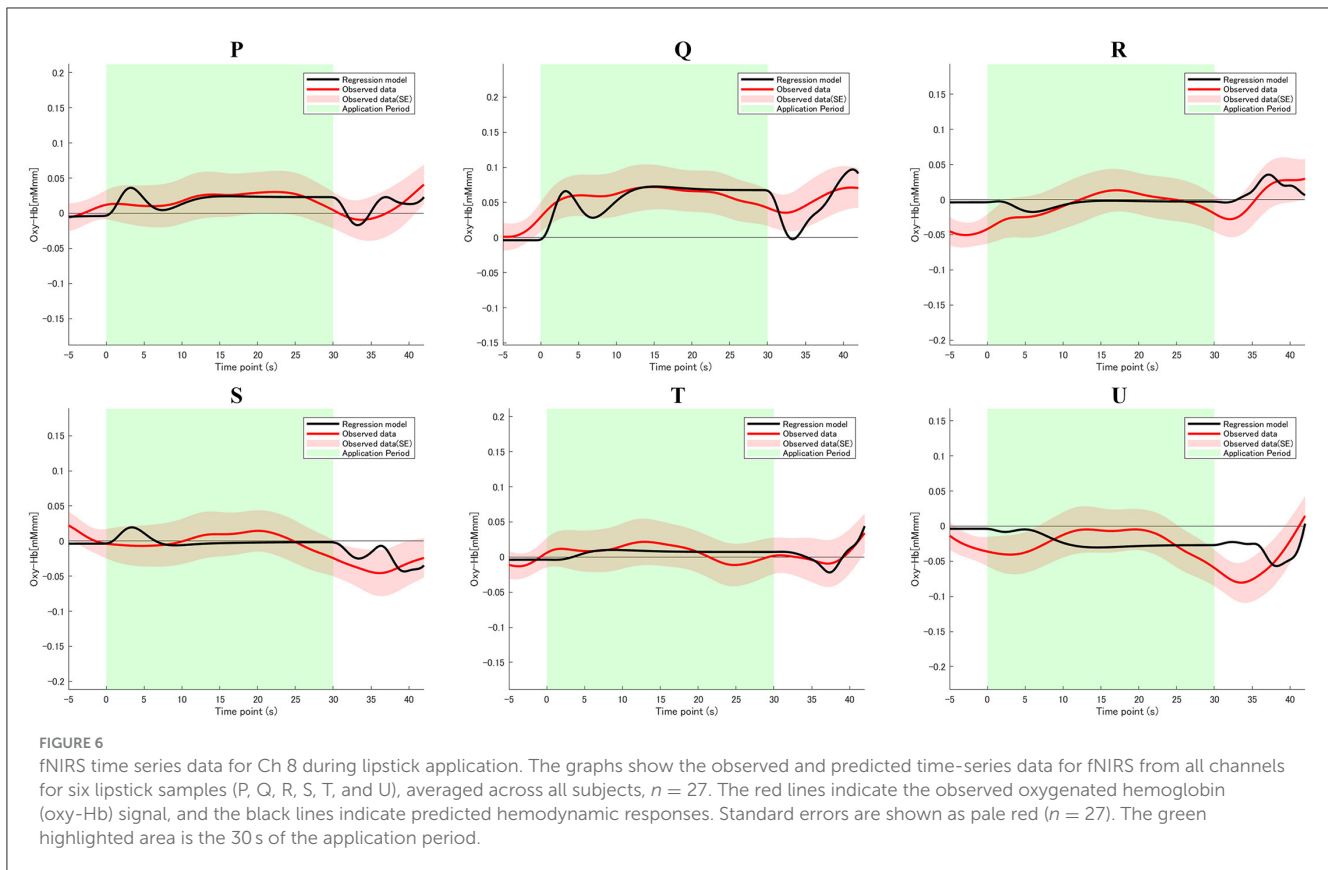 P
Q
R
0.2
0.15
0.1
0.05
0
-0.05
-0.1
-0.15
Oxy-Hb[mMmm]
-5 0 5 10 15 20 25 30 35 40
Time point (s)
Regression model
Observed data
Observed data(SE)
Application Period
0.2
0.15
0.1
0.05
0
-0.05
-0.1
-0.15
Oxy-Hb[mMmm]
-5 0 5 10 15 20 25 30 35 40
Time point (s)
Regression model
Observed data
Observed data(SE)
Application Period
0.15
0.1
0.05
0
-0.05
-0.1
-0.15
-0.2
Oxy-Hb[mMmm]
-5 0 5 10 15 20 25 30 35 40
Time point (s)
Regression model
Observed data
Observed data(SE)
Application Period
S
T
U
0.15
0.1
0.05
0
-0.05
-0.1
-0.15
-0.2
Oxy-Hb[mMmm]
-5 0 5 10 15 20 25 30 35 40
Time point (s)
Regression model
Observed data
Observed data(SE)
Application Period
0.2
0.15
0.1
0.05
0
-0.05
-0.1
-0.15
Oxy-Hb[mMmm]
-5 0 5 10 15 20 25 30 35 40
Time point (s)
Regression model
Observed data
Observed data(SE)
Application Period
0.15
0.1
0.05
0
-0.05
-0.1
-0.15
-0.2
Oxy-Hb[mMmm]
-5 0 5 10 15 20 25 30 35 40
Time point (s)
Regression model
Observed data
Observed data(SE)
Application Period
FIGURE 6
fNIRS time series data for Ch 8 during lipstick application. The graphs show the observed and predicted time-series data for fNIRS from all channels
for six lipstick samples (P, Q, R, S, T, and U), averaged across all subjects, n = 27. The red lines indicate the observed oxygenated hemoglobin
(oxy-Hb) signal, and the black lines indicate predicted hemodynamic responses. Standard errors are shown as pale red (n = 27). The green
highlighted area is the 30 s of the application period.